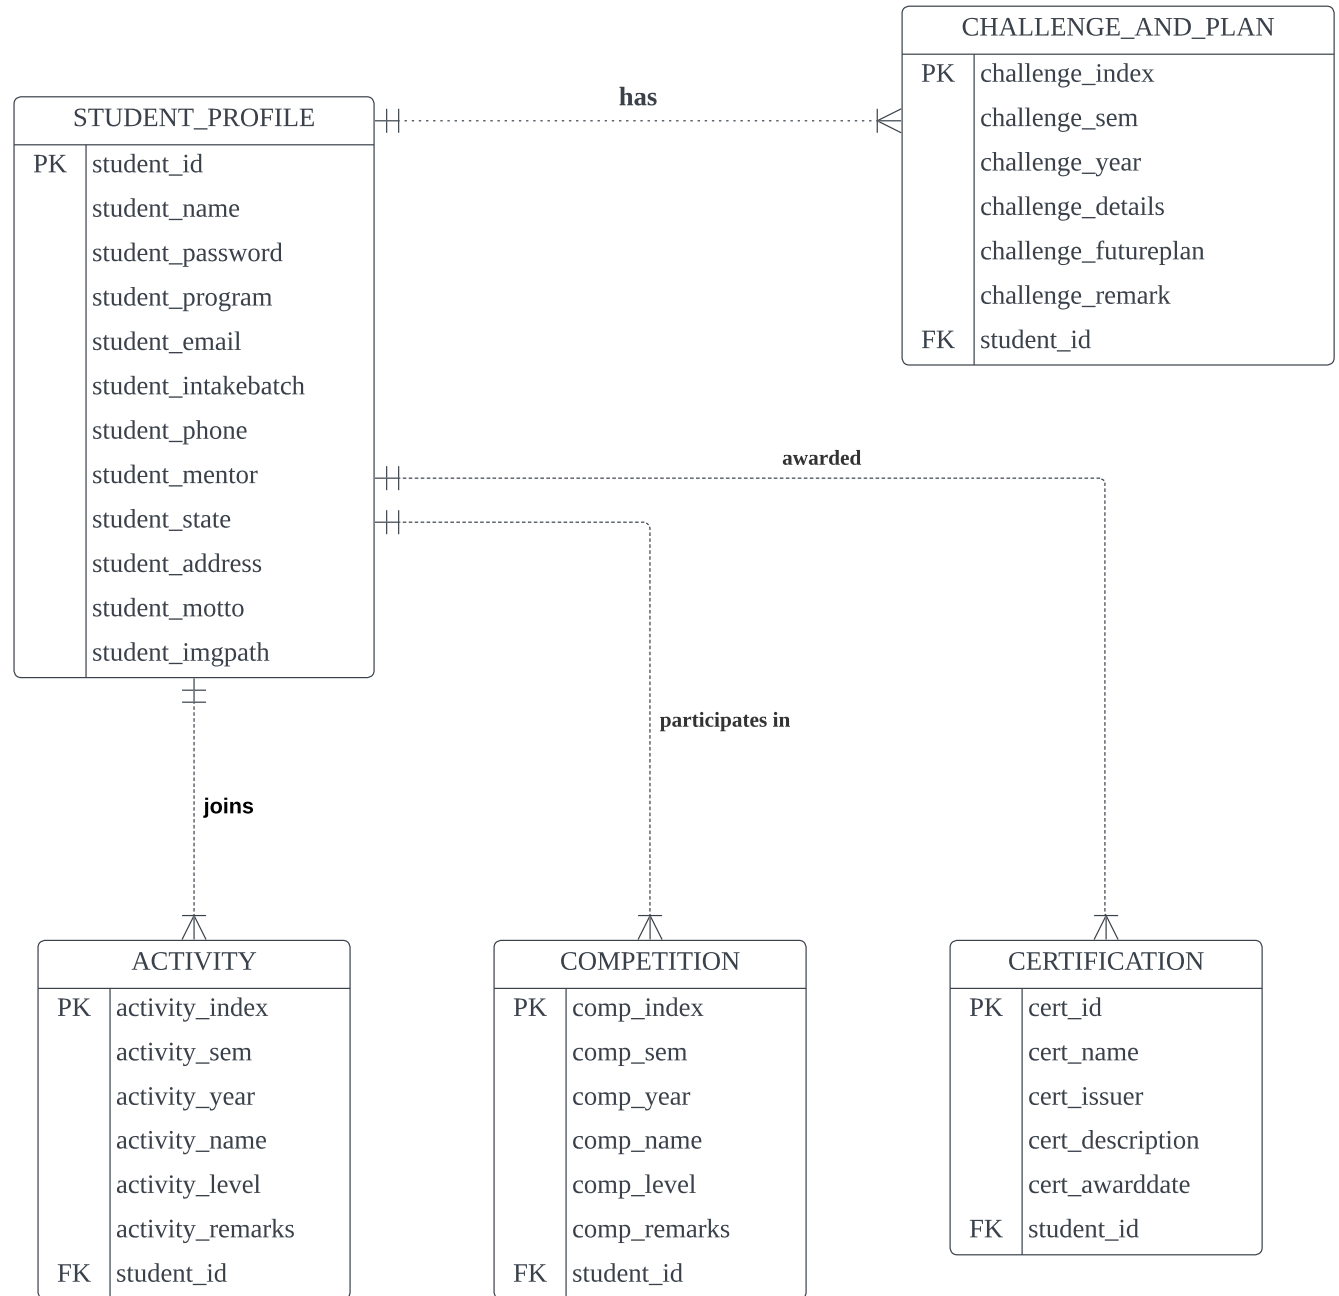 STUDENT_PROFILE
PK student_id
student_name
student_password
student_program
student_email
student_intakebatch
student_phone
student_mentor
student_state
student_address
student_motto
student_imgpath
has
CHALLENGE_AND_PLAN
PK challenge_index
challenge_sem
challenge_year
challenge_details
challenge_futureplan
challenge_remark
FK student_id
awarded
participates in
joins
ACTIVITY
PK activity_index
activity_sem
activity_year
activity_name
activity_level
activity_remarks
FK student_id
COMPETITION
PK comp_index
comp_sem
comp_year
comp_name
comp_level
comp_remarks
FK student_id
CERTIFICATION
PK cert_id
cert_name
cert_issuer
cert_description
cert_awarddate
FK student_id